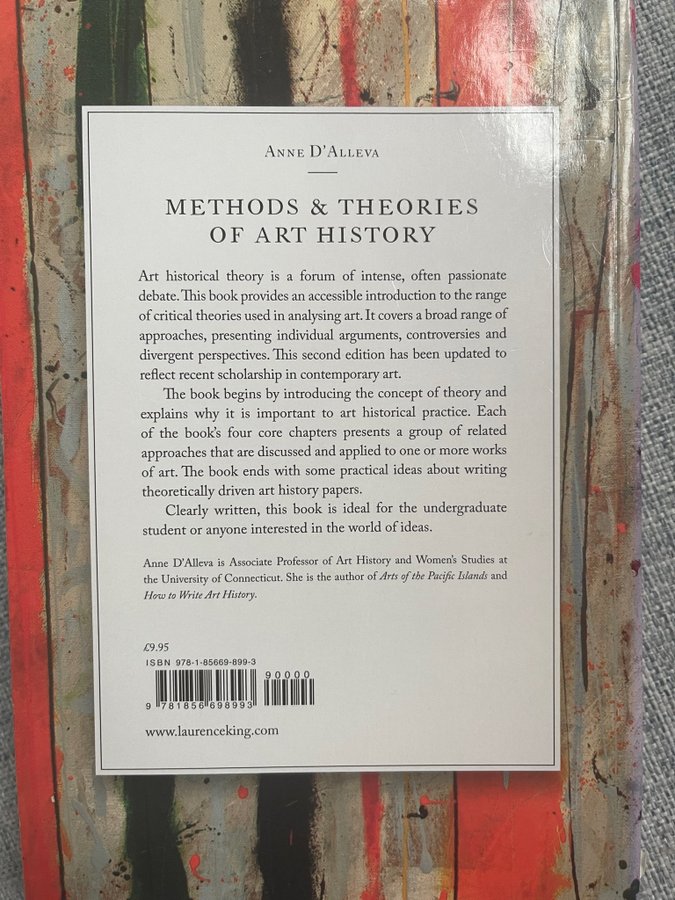 ANNE D'ALLEVA
METHODS & THEORIES
OF ART HISTORY
Art historical theory is a forum of intense, often passionate
debate. This book provides an accessible introduction to the range
of critical theories used in analysing art. It covers a broad range of
approaches, presenting individual arguments, controversies and
divergent perspectives. This second edition has been updated to
reflect recent scholarship in contemporary art.
The book begins by introducing the concept of theory and
explains why it is important to art historical practice. Each
of the book's four core chapters presents a group of related
approaches that are discussed and applied to one or more works
of art. The book ends with some practical ideas about writing
theoretically driven art history papers.
Clearly written, this book is ideal for the undergraduate
student or anyone interested in the world of ideas.
Anne D'Alleva is Associate Professor of Art History and Women's Studies at
the University of Connecticut. She is the author of Arts of the Pacific Islands and
How to Write Art History.
£9.95
ISBN 978-1-85669-899-3
90000
9 781856 698993
www.laurenceking.com